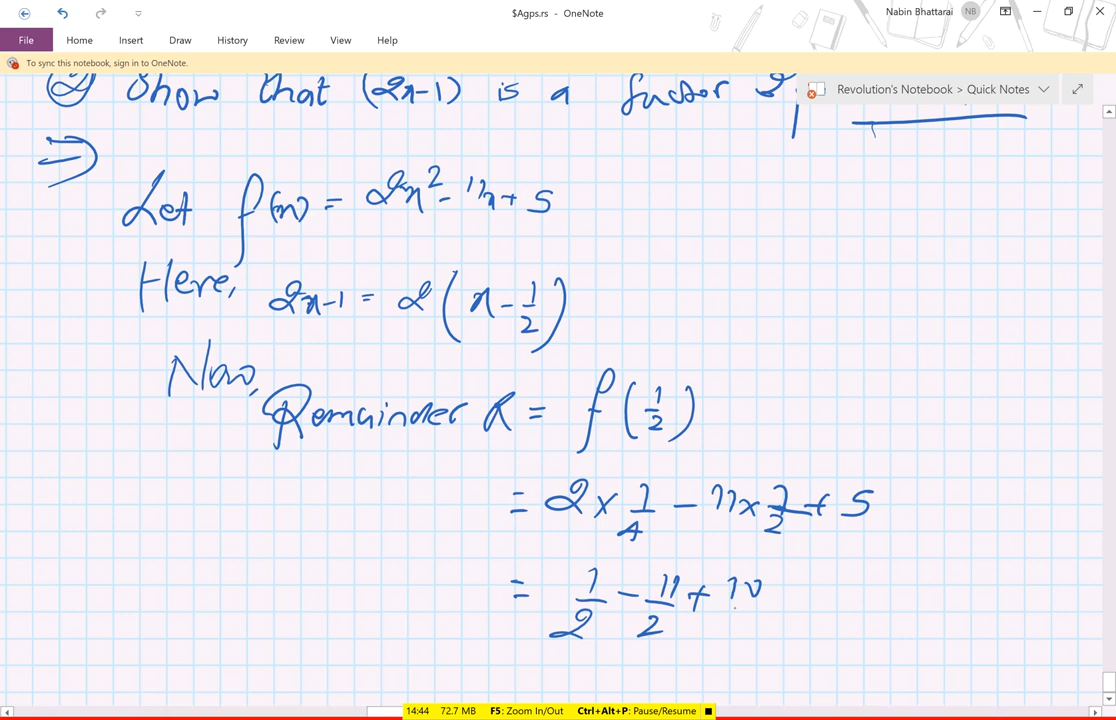 $Agps.rs - OneNote
Nabin Bhattarai NB
File Home Insert Draw History Review View Help
To sync this notebook, sign in to OneNote.
Revolution's Notebook > Quick Notes
② Show that (2x-1) is a factor
⇒
Let f(x) = 2x² - 11x + 5
Here, 2x-1 = 2(x - 1/2)
Now,
Remainder R = f(1/2)
= 2 × 1/4 - 11 × 1/2 + 5
= 1/2 - 11/2 + 10
14:44 72.7 MB F5: Zoom In/Out Ctrl+Alt+P: Pause/Resume